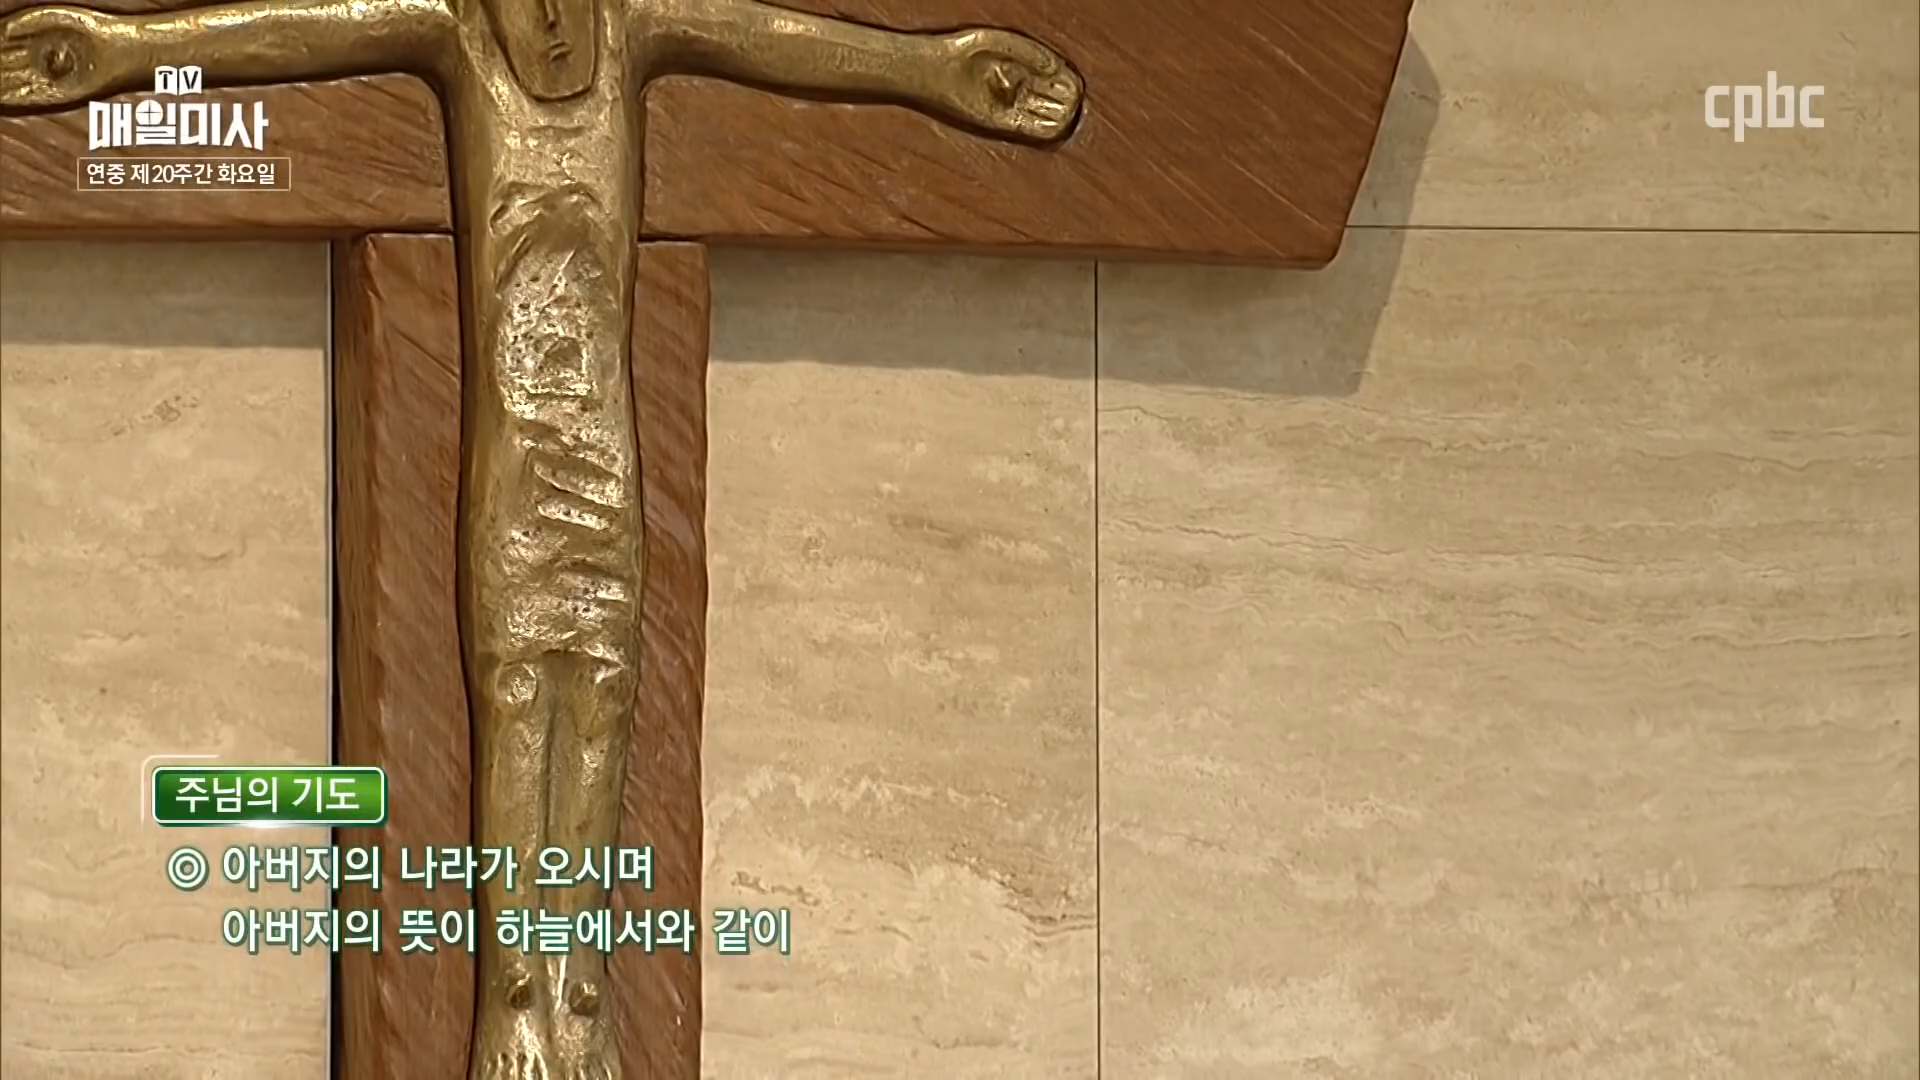 TV
매일미사
연중 제20주간 화요일
cpbc
주님의 기도
◎ 아버지의 나라가 오시며
아버지의 뜻이 하늘에서와 같이